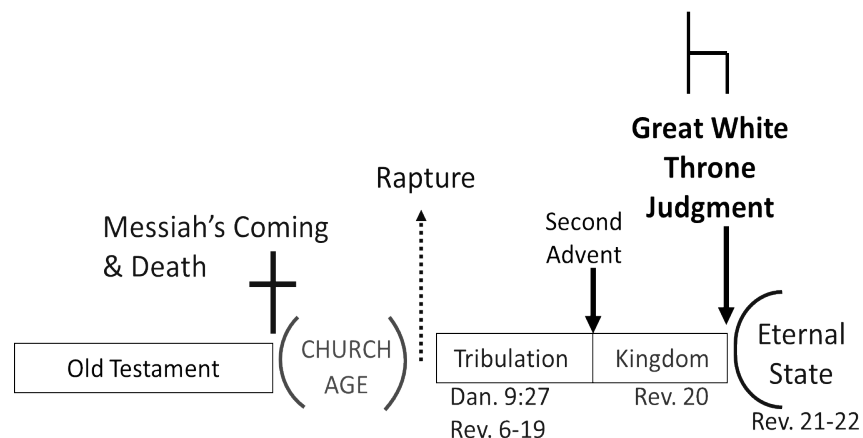 Great White
Throne
Judgment
Rapture
Messiah's Coming
& Death
Second
Advent
Old Testament
CHURCH
AGE
Tribulation
Kingdom
Eternal
State
Dan. 9:27
Rev. 6-19
Rev. 20
Rev. 21-22